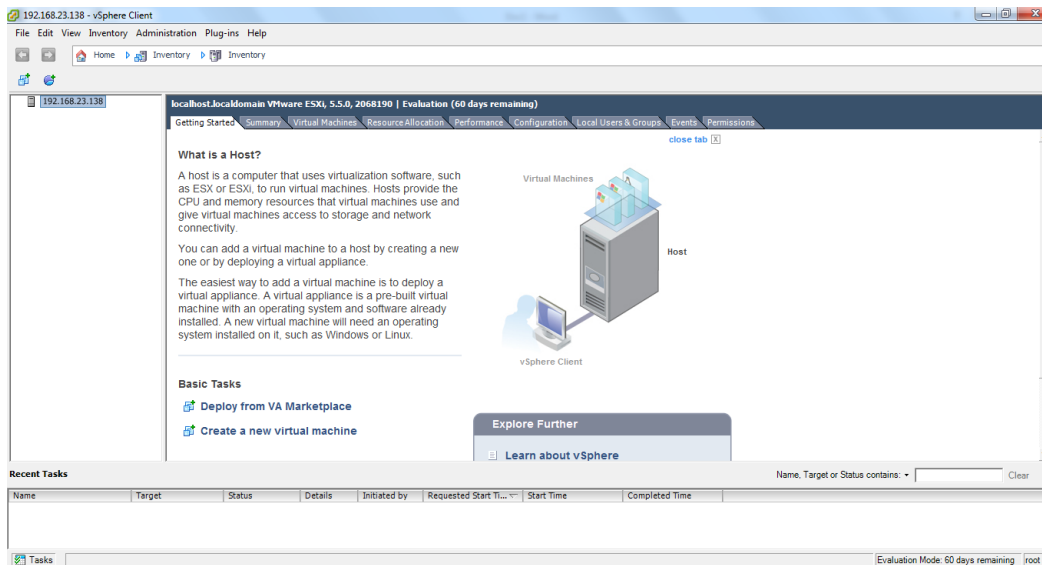 192.168.23.138 - vSphere Client
File Edit View Inventory Administration Plug-ins Help
Home Inventory Inventory
192.168.23.138
localhost.localdomain VMware ESXi, 5.5.0, 2068190 | Evaluation (60 days remaining)
Getting Started Summary Virtual Machines Resource Allocation Performance Configuration Local Users & Groups Events Permissions
close tab X
What is a Host?
A host is a computer that uses virtualization software, such
as ESX or ESXi, to run virtual machines. Hosts provide the
CPU and memory resources that virtual machines use and
give virtual machines access to storage and network
connectivity.
You can add a virtual machine to a host by creating a new
one or by deploying a virtual appliance.
The easiest way to add a virtual machine is to deploy a
virtual appliance. A virtual appliance is a pre-built virtual
machine with an operating system and software already
installed. A new virtual machine will need an operating
system installed on it, such as Windows or Linux.
Virtual Machines
Host
vSphere Client
Basic Tasks
Deploy from VA Marketplace
Create a new virtual machine
Explore Further
Learn about vSphere
Recent Tasks
Name, Target or Status contains:
Clear
Name Target Status Details Initiated by Requested Start Ti... Start Time Completed Time
Tasks
Evaluation Mode: 60 days remaining root